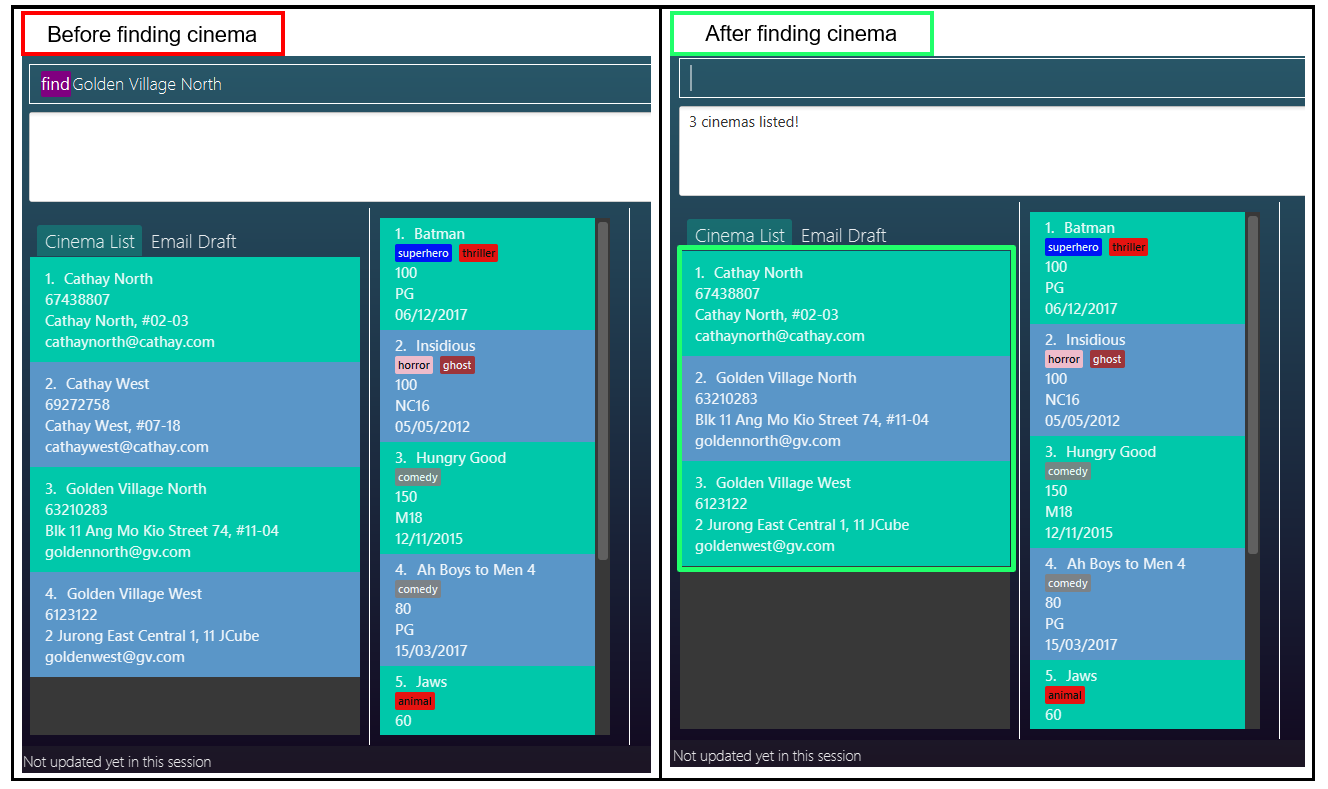 Before finding cinema
find Golden Village North
Cinema List Email Draft
1. Cathay North
67438807
Cathay North, #02-03
cathaynorth@cathay.com
2. Cathay West
69272758
Cathay West, #07-18
cathaywest@cathay.com
3. Golden Village North
63210283
Blk 11 Ang Mo Kio Street 74, #11-04
goldennorth@gv.com
4. Golden Village West
6123122
2 Jurong East Central 1, 11 JCube
goldenwest@gv.com
1. Batman
superhero thriller
100
PG
06/12/2017
2. Insidious
horror ghost
100
NC16
05/05/2012
3. Hungry Good
comedy
150
M18
12/11/2015
4. Ah Boys to Men 4
comedy
80
PG
15/03/2017
5. Jaws
animal
60
Not updated yet in this session
After finding cinema
3 cinemas listed!
Cinema List Email Draft
1. Cathay North
67438807
Cathay North, #02-03
cathaynorth@cathay.com
2. Golden Village North
63210283
Blk 11 Ang Mo Kio Street 74, #11-04
goldennorth@gv.com
3. Golden Village West
6123122
2 Jurong East Central 1, 11 JCube
goldenwest@gv.com
1. Batman
superhero thriller
100
PG
06/12/2017
2. Insidious
horror ghost
100
NC16
05/05/2012
3. Hungry Good
comedy
150
M18
12/11/2015
4. Ah Boys to Men 4
comedy
80
PG
15/03/2017
5. Jaws
animal
60
Not updated yet in this session